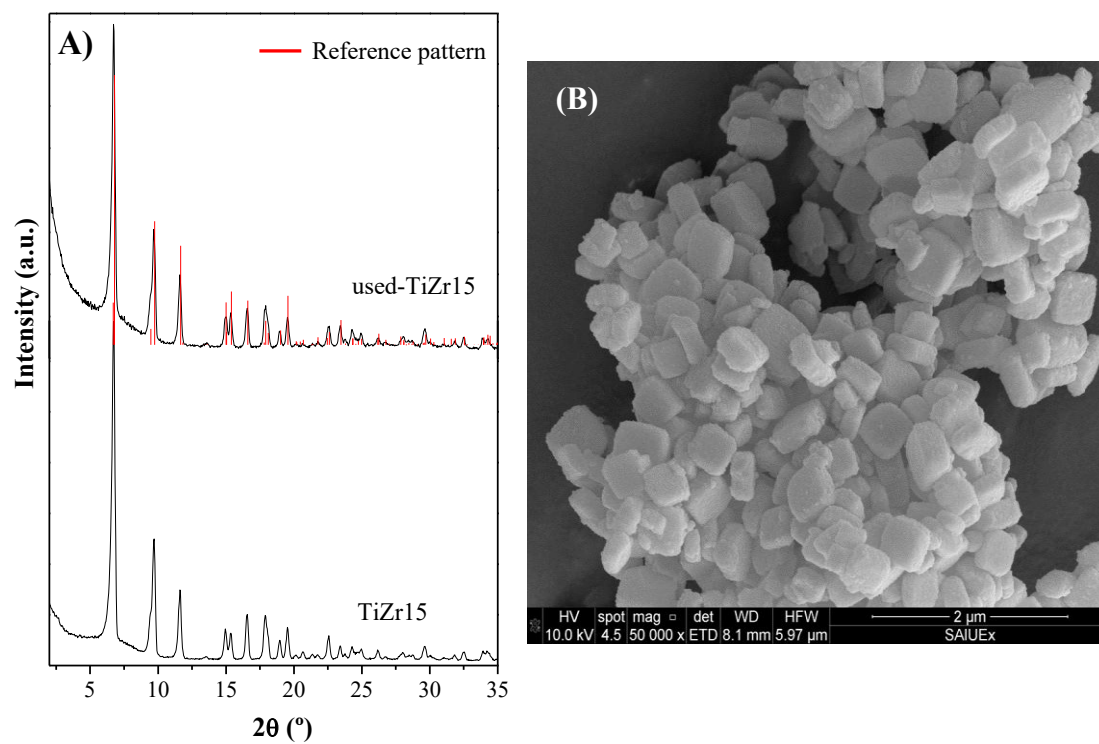 A)
Reference pattern
used-TiZr15
TiZr15
Intensity (a.u.)
5 10 15 20 25 30 35
2θ (º)
(B)
HV spot mag □ det WD HFW 2 µm
10.0 kV 4.5 50 000 x ETD 8.1 mm 5.97 µm SAIUEx